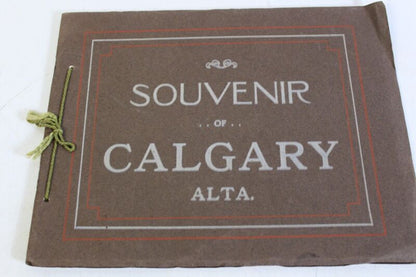 SOUVENIR
..OF..
CALGARY
ALTA.